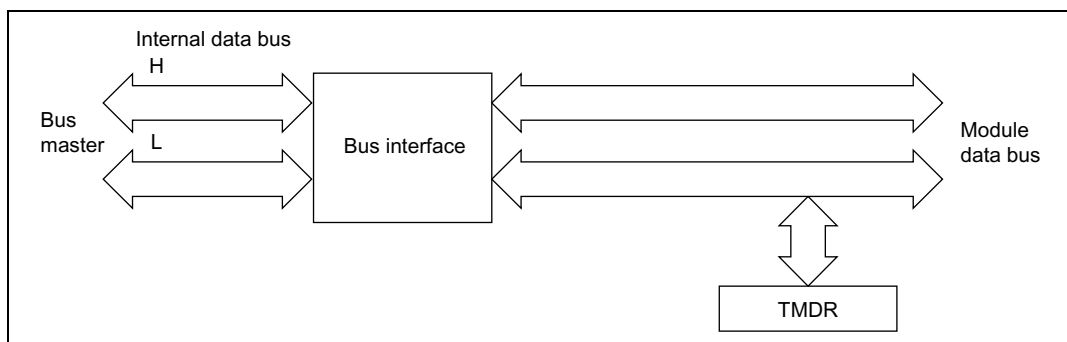 Internal data bus
H
Bus
master
L
Bus interface
Module
data bus
TMDR